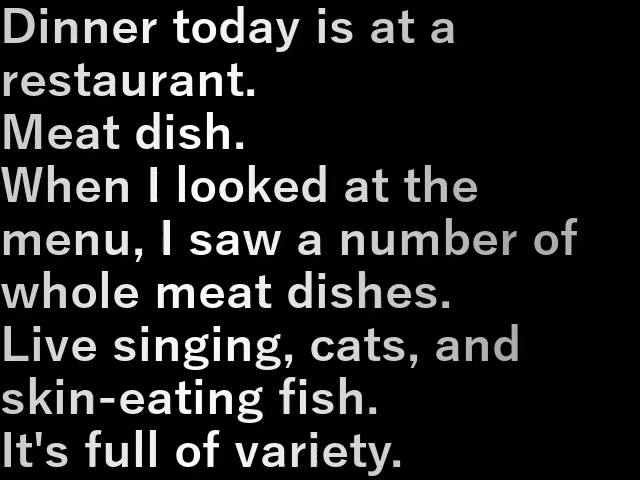 Dinner today is at a
restaurant.
Meat dish.
When I looked at the
menu, I saw a number of
whole meat dishes.
Live singing, cats, and
skin-eating fish.
It's full of variety.